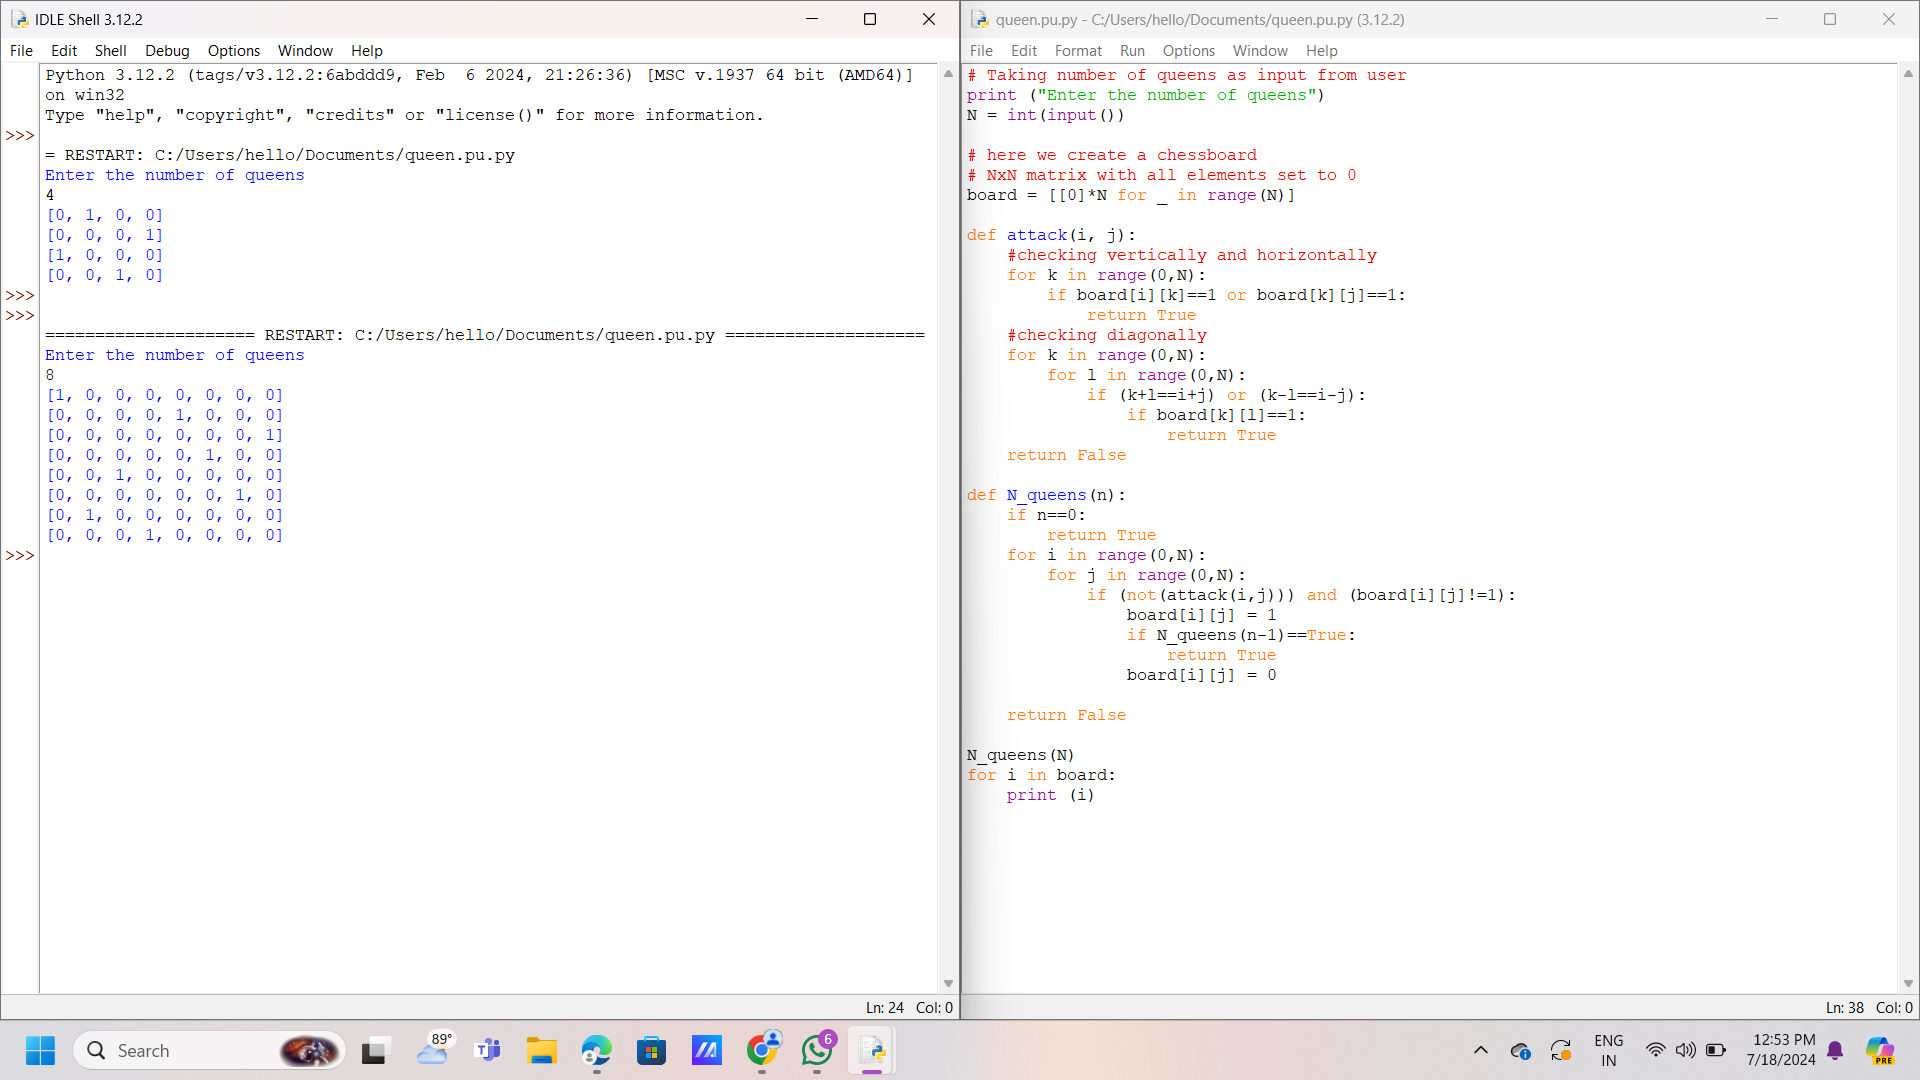 IDLE Shell 3.12.2
File Edit Shell Debug Options Window Help
Python 3.12.2 (tags/v3.12.2:6abddd9, Feb  6 2024, 21:26:36) [MSC v.1937 64 bit (AMD64)]
on win32
Type "help", "copyright", "credits" or "license()" for more information.
>>>
= RESTART: C:/Users/hello/Documents/queen.pu.py
Enter the number of queens
4
[0, 1, 0, 0]
[0, 0, 0, 1]
[1, 0, 0, 0]
[0, 0, 1, 0]
>>>
>>>
===================== RESTART: C:/Users/hello/Documents/queen.pu.py ====================
Enter the number of queens
8
[1, 0, 0, 0, 0, 0, 0, 0]
[0, 0, 0, 0, 1, 0, 0, 0]
[0, 0, 0, 0, 0, 0, 0, 1]
[0, 0, 0, 0, 0, 1, 0, 0]
[0, 0, 1, 0, 0, 0, 0, 0]
[0, 0, 0, 0, 0, 0, 1, 0]
[0, 1, 0, 0, 0, 0, 0, 0]
[0, 0, 0, 1, 0, 0, 0, 0]
>>>
Ln: 24 Col: 0
queen.pu.py - C:/Users/hello/Documents/queen.pu.py (3.12.2)
File Edit Format Run Options Window Help
# Taking number of queens as input from user
print ("Enter the number of queens")
N = int(input())
# here we create a chessboard
# NxN matrix with all elements set to 0
board = [[0]*N for _ in range(N)]
def attack(i, j):
    #checking vertically and horizontally
    for k in range(0,N):
        if board[i][k]==1 or board[k][j]==1:
            return True
    #checking diagonally
    for k in range(0,N):
        for l in range(0,N):
            if (k+l==i+j) or (k-l==i-j):
                if board[k][l]==1:
                    return True
    return False
def N_queens(n):
    if n==0:
        return True
    for i in range(0,N):
        for j in range(0,N):
            if (not(attack(i,j))) and (board[i][j]!=1):
                board[i][j] = 1
                if N_queens(n-1)==True:
                    return True
                board[i][j] = 0
    return False
N_queens(N)
for i in board:
    print (i)
Ln: 38 Col: 0
Search
89°
6
ENG
IN
12:53 PM
7/18/2024
PRE